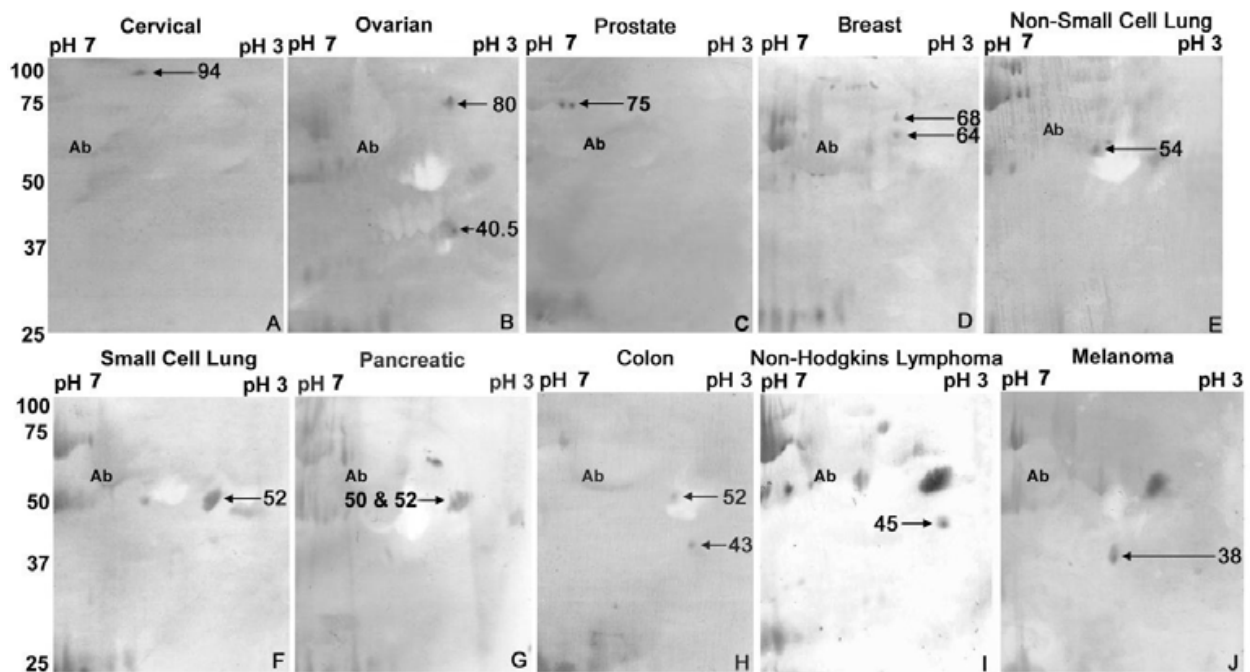 Cervical
Ovarian
Prostate
Breast
Non-Small Cell Lung
pH 7 pH 3
pH 7 pH 3
pH 7 pH 3
pH 7 pH 3
pH 7 pH 3
100
75
50
37
25
94
Ab
A
80
Ab
40.5
B
75
Ab
C
68
64
Ab
D
Ab
54
E
Small Cell Lung
Pancreatic
Colon
Non-Hodgkins Lymphoma
Melanoma
pH 7 pH 3
pH 7 pH 3
pH 7 pH 3
pH 7 pH 3
pH 7 pH 3
100
75
50
37
25
Ab
52
F
Ab
50 & 52
G
Ab
52
43
H
Ab
45
I
Ab
38
J